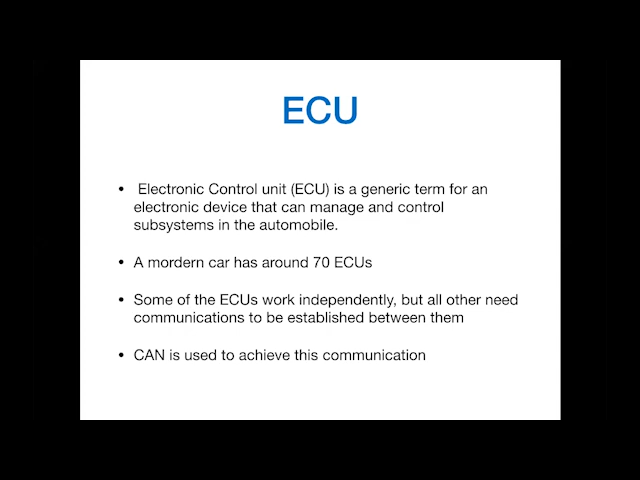 ECU
• Electronic Control unit (ECU) is a generic term for an
electronic device that can manage and control
subsystems in the automobile.
• A mordern car has around 70 ECUs
• Some of the ECUs work independently, but all other need
communications to be established between them
• CAN is used to achieve this communication